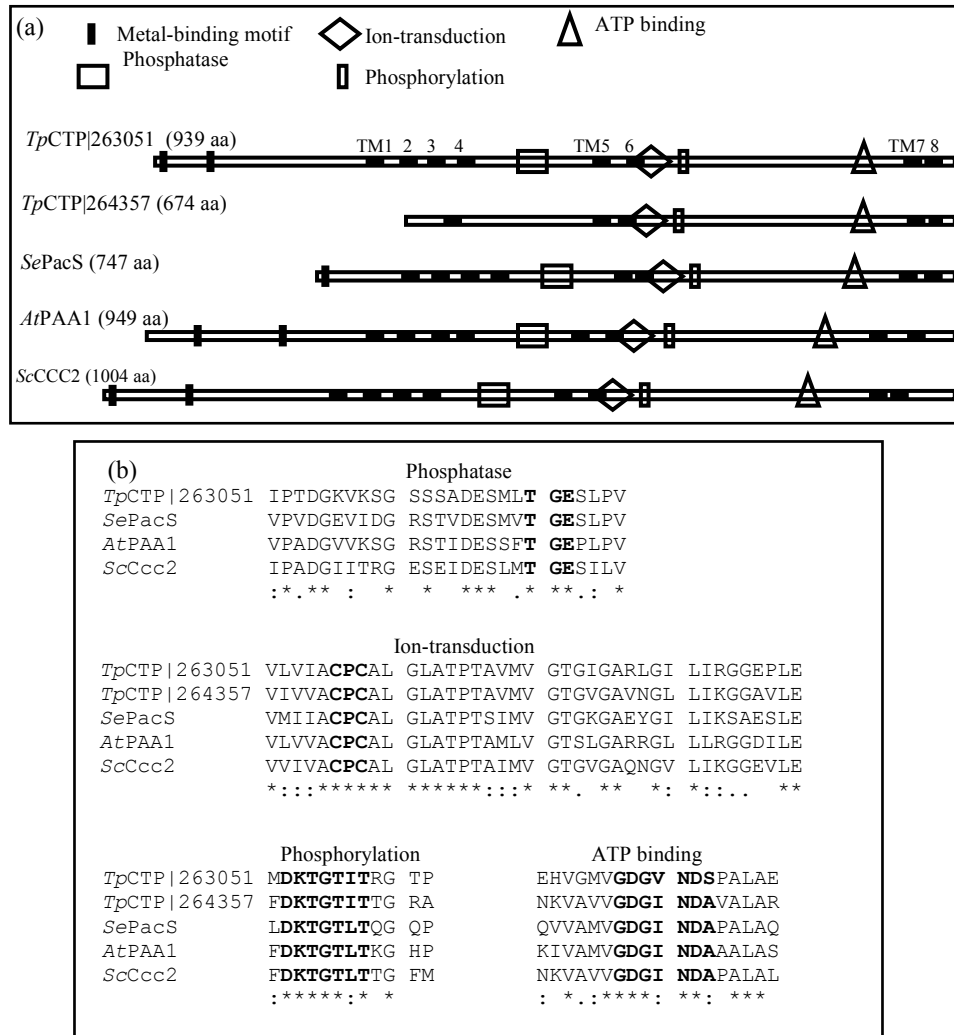 (a) Metal-binding motif Ion-transduction ATP binding
Phosphatase Phosphorylation
TpCTP|263051 (939 aa) TM1 2 3 4 TM5 6 TM7 8
TpCTP|264357 (674 aa)
SePacS (747 aa)
AtPAA1 (949 aa)
ScCCC2 (1004 aa)
(b) Phosphatase
TpCTP|263051 IPTDGKVKSG SSSADESMLT GESLPV
SePacS VPVDGEVIDG RSTVDESMVT GESLPV
AtPAA1 VPADGVVKSG RSTIDESSFT GEPLPV
ScCcc2 IPADGIITRG ESEIDESLMT GESILV
:*.** : * * *** .* **.: *
Ion-transduction
TpCTP|263051 VLVIACPCAL GLATPTAVMV GTGIGARLGI LIRGGEPLE
TpCTP|264357 VIVVACPCAL GLATPTAVMV GTGVGAVNGL LIKGGAVLE
SePacS VMIIACPCAL GLATPTSIMV GTGKGAEYGI LIKSAESLE
AtPAA1 VLVVACPCAL GLATPTAMLV GTSLGARRGL LLRGGDILE
ScCcc2 VVIVACPCAL GLATPTAIMV GTGVGAQNGV LIKGGEVLE
*:::****** ******:::* **. ** *: *::.. **
Phosphorylation ATP binding
TpCTP|263051 MDKTGTITRG TP EHVGMVGDGV NDSPALAE
TpCTP|264357 FDKTGTITTG RA NKVAVVGDGI NDAVALAR
SePacS LDKTGTLTQG QP QVVAMVGDGI NDAPALAQ
AtPAA1 FDKTGTLTKG HP KIVAMVGDGI NDAAALAS
ScCcc2 FDKTGTLTTG FM NKVAVVGDGI NDAPALAL
:*****:* * : *.:****: **: ***